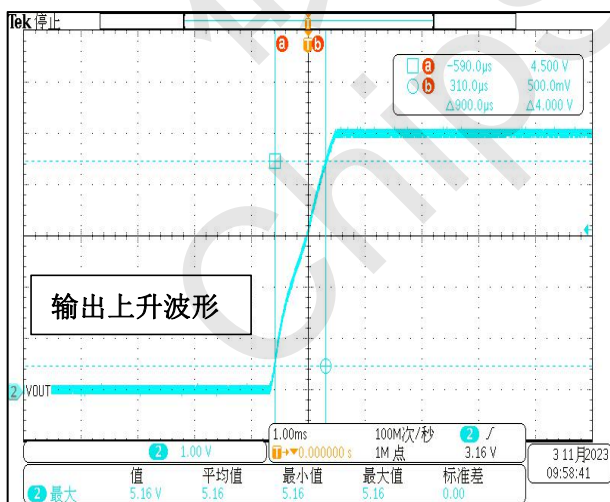 Tek 停止
a T b
T
a -590.0μs 4.500 V
b 310.0μs 500.0mV
Δ900.0μs Δ4.000 V
Chips
输出上升波形
2 VOUT
2 1.00 V
1.00ms 100M次/秒 2
T→▼0.000000 s 1M 点 3.16 V
值 平均值 最小值 最大值 标准差
2 最大 5.16 V 5.16 5.16 5.16 0.00
3 11月2023
09:58:41